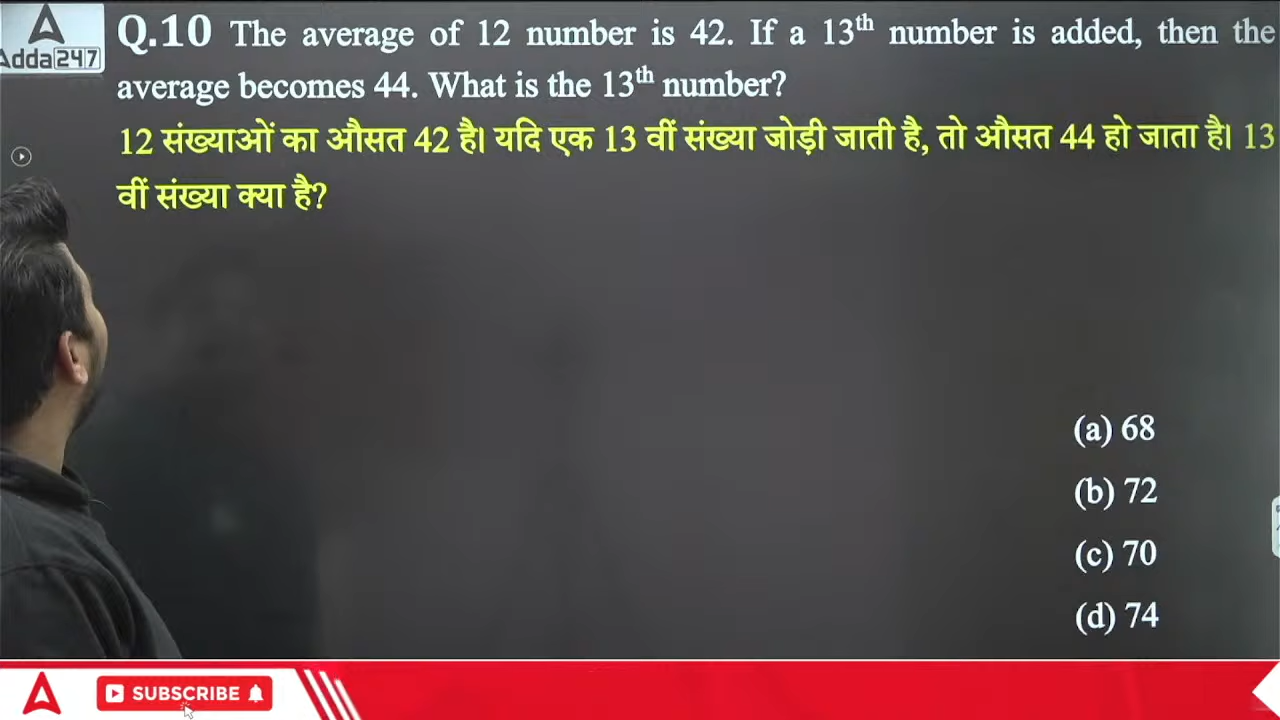 Adda247
Q.10 The average of 12 number is 42. If a 13th number is added, then the
average becomes 44. What is the 13th number?
12 संख्याओं का औसत 42 है। यदि एक 13 वीं संख्या जोड़ी जाती है, तो औसत 44 हो जाता है। 13
वीं संख्या क्या है?
(a) 68
(b) 72
(c) 70
(d) 74
SUBSCRIBE